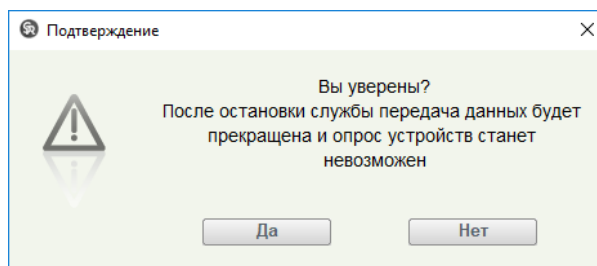 Подтверждение
Вы уверены?
После остановки службы передача данных будет
прекращена и опрос устройств станет
невозможен
Да
Нет